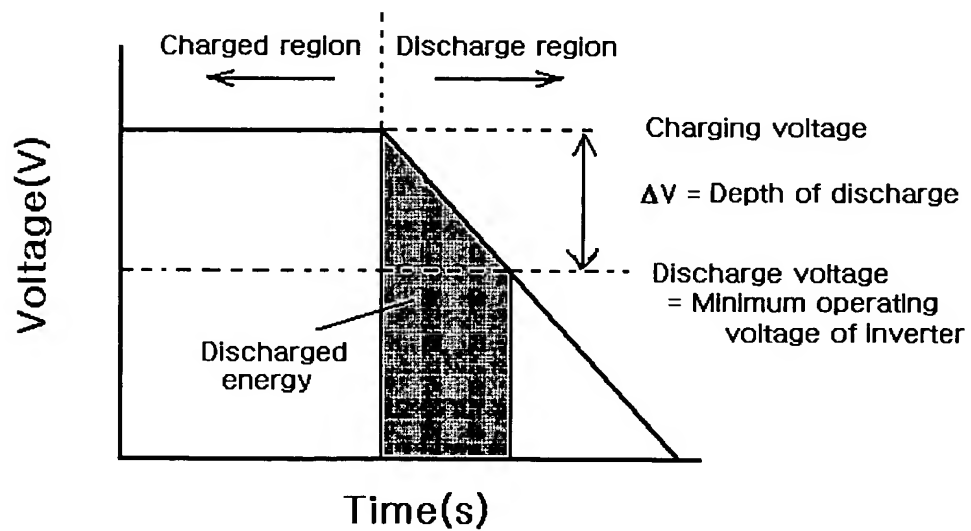 Charged region
Discharge region
Charging voltage
ΔV = Depth of discharge
Discharge voltage
= Minimum operating
voltage of inverter
Discharged
energy
Voltage(V)
Time(s)